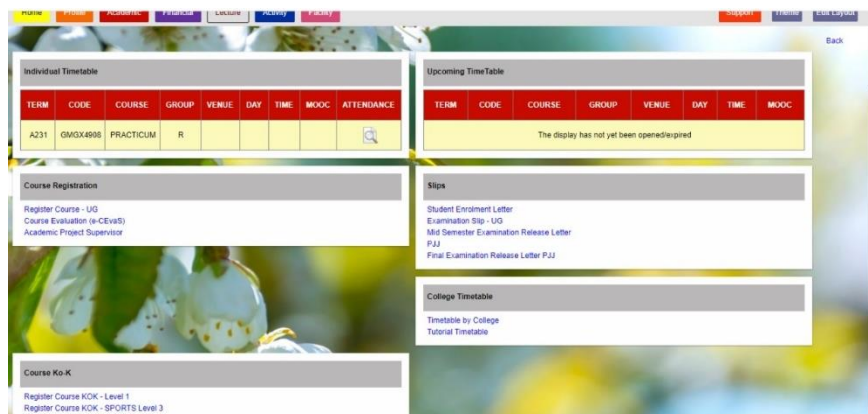 Home Profile Academic Financial Lecture Activity Facility Support Theme Edit Layout
Back
Individual Timetable
TERM CODE COURSE GROUP VENUE DAY TIME MOOC ATTENDANCE
A231 GMGX4908 PRACTICUM R
Upcoming TimeTable
TERM CODE COURSE GROUP VENUE DAY TIME MOOC
The display has not yet been opened/expired
Course Registration
Register Course - UG
Course Evaluation (e-CEvaS)
Academic Project Supervisor
Slips
Student Enrolment Letter
Examination Slip - UG
Mid Semester Examination Release Letter
PJJ
Final Examination Release Letter PJJ
College Timetable
Timetable by College
Tutorial Timetable
Course Ko-K
Register Course KOK - Level 1
Register Course KOK - SPORTS Level 3